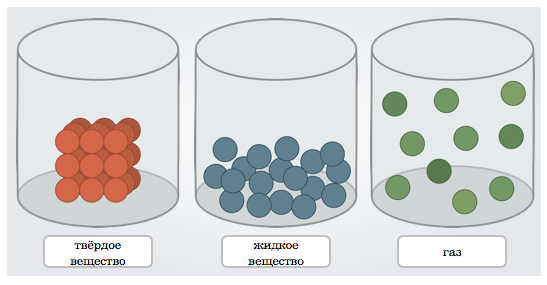 твёрдое
вещество
жидкое
вещество
газ